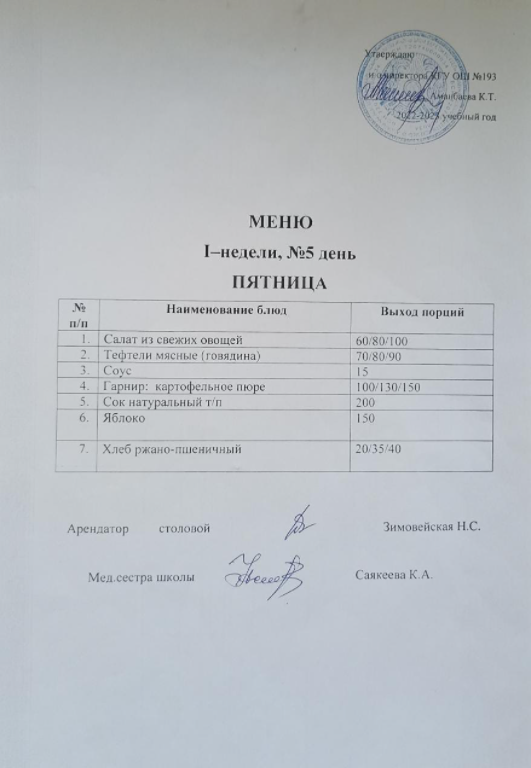 Утверждаю
и.о директора КГУ ОШ №193
Аманбаева К.Т.
2022-2023 учебный год
МЕНЮ
I–недели, №5 день
ПЯТНИЦА
№ п/п Наименование блюд Выход порций
1. Салат из свежих овощей 60/80/100
2. Тефтели мясные (говядина) 70/80/90
3. Соус 15
4. Гарнир: картофельное пюре 100/130/150
5. Сок натуральный т/п 200
6. Яблоко 150
7. Хлеб ржано-пшеничный 20/35/40
Арендатор столовой Зимовейская Н.С.
Мед.сестра школы Саякеева К.А.